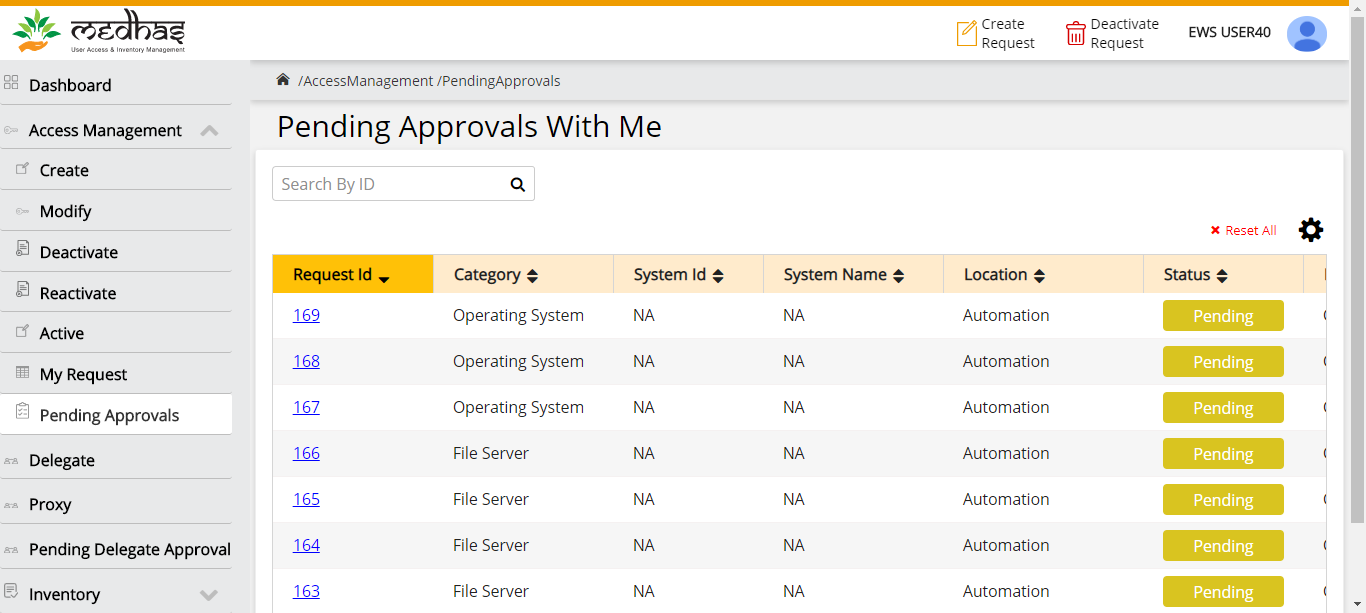 medhas
User Access & Inventory Management
Create
Request
Deactivate
Request
EWS USER40
Dashboard
Access Management
Create
Modify
Deactivate
Reactivate
Active
My Request
Pending Approvals
Delegate
Proxy
Pending Delegate Approval
Inventory
/AccessManagement /PendingApprovals
Pending Approvals With Me
Search By ID
Reset All
Request Id Category System Id System Name Location Status
169 Operating System NA NA Automation Pending
168 Operating System NA NA Automation Pending
167 Operating System NA NA Automation Pending
166 File Server NA NA Automation Pending
165 File Server NA NA Automation Pending
164 File Server NA NA Automation Pending
163 File Server NA NA Automation Pending